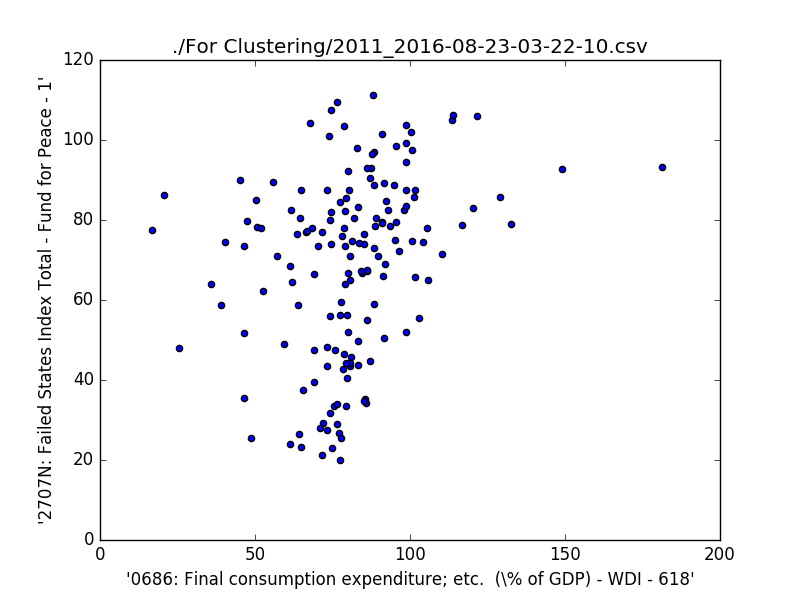 ./For Clustering/2011_2016-08-23-03-22-10.csv
'2707N: Failed States Index Total - Fund for Peace - 1'
120
100
80
60
40
20
0
0 50 100 150 200
'0686: Final consumption expenditure; etc.  (\% of GDP) - WDI - 618'